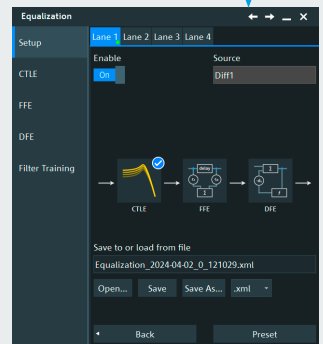 Equalization
Setup
CTLE
FFE
DFE
Filter Training
Lane 1 Lane 2 Lane 3 Lane 4
Enable Source
On Diff1
delay
CTLE FFE DFE
Save to or load from file
Equalization_2024-04-02_0_121029.xml
Open... Save Save As... .xml
Back Preset